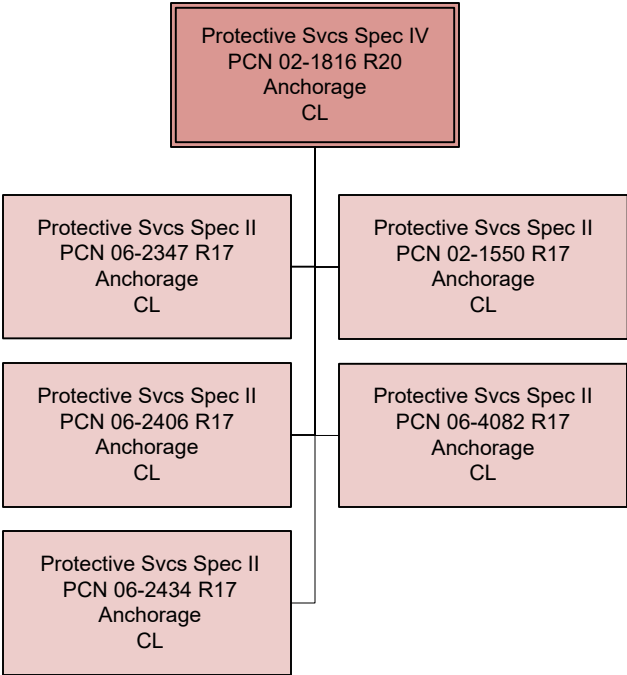 Protective Svcs Spec IV
PCN 02-1816 R20
Anchorage
CL
Protective Svcs Spec II
PCN 06-2347 R17
Anchorage
CL
Protective Svcs Spec II
PCN 02-1550 R17
Anchorage
CL
Protective Svcs Spec II
PCN 06-2406 R17
Anchorage
CL
Protective Svcs Spec II
PCN 06-4082 R17
Anchorage
CL
Protective Svcs Spec II
PCN 06-2434 R17
Anchorage
CL